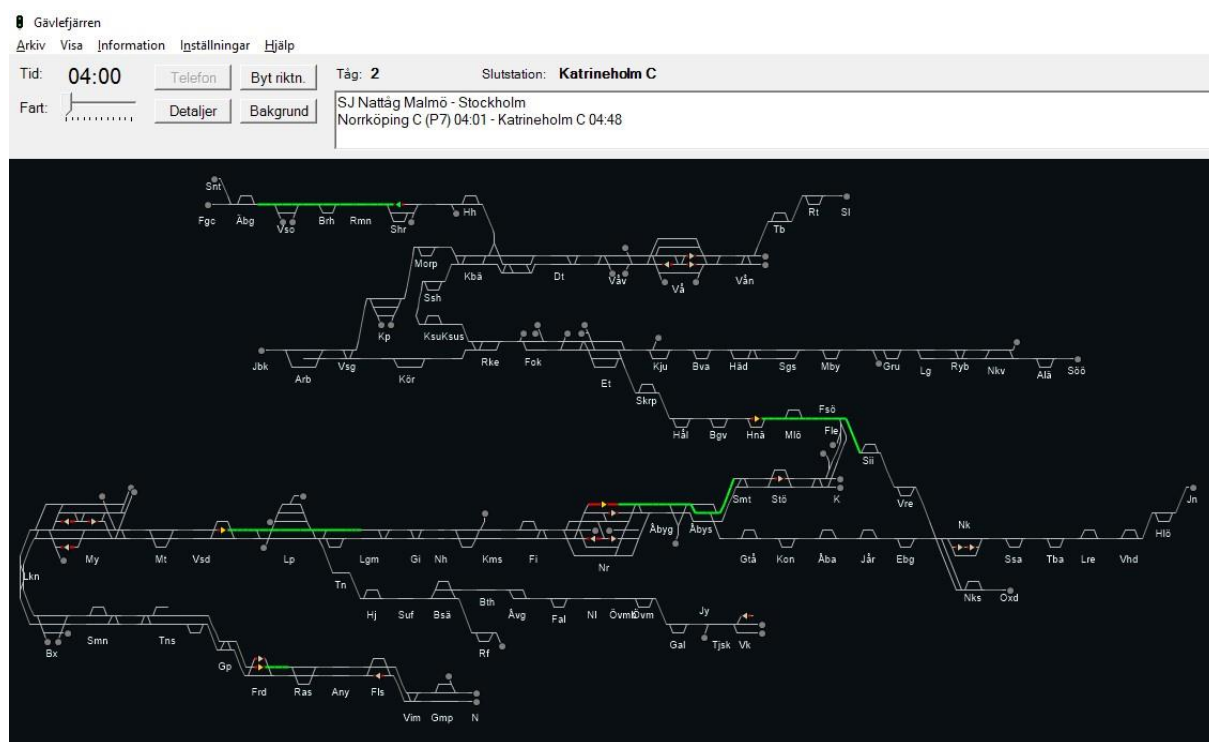 Gävlefjärren
Arkiv Visa Information Inställningar Hjälp
Tid: 04:00 Telefon Byt riktn. Tåg: 2 Slutstation: Katrineholm C
Fart: Detaljer Bakgrund
SJ Nattåg Malmö - Stockholm
Norrköping C (P7) 04:01 - Katrineholm C 04:48
Snt
Fgc Äbg Vso Brh Rmn Shr Hh Rt Sl
Tb
Morp Kbä Dt Väv Vå Vån
Ssh
Kp Ksu Ksus
Jbk Arb Vsg Kör Rke Fok Et Kju Bva Häd Sgs Mby Gru Lg Ryb Nkv Alä Söö
Skrp
Hål Bgv Hnä Mlö Fsö
Fle
Sii
Smt Stö K Vre Jn
My Mt Vsd Lp Lgm Gi Nh Kms Fi Nr Åbyg Åbys Gtå Kon Åba Jår Ebg Nk Ssa Tba Lre Vhd Hlö
Lkn
Tn Hj Suf Bsä Bth Åvg Fal Nl Övm Jy Nks Oxd
Bx Smn Tns Rf Gal Tjsk Vk
Gp
Frd Ras Any Fls
Vim Gmp N